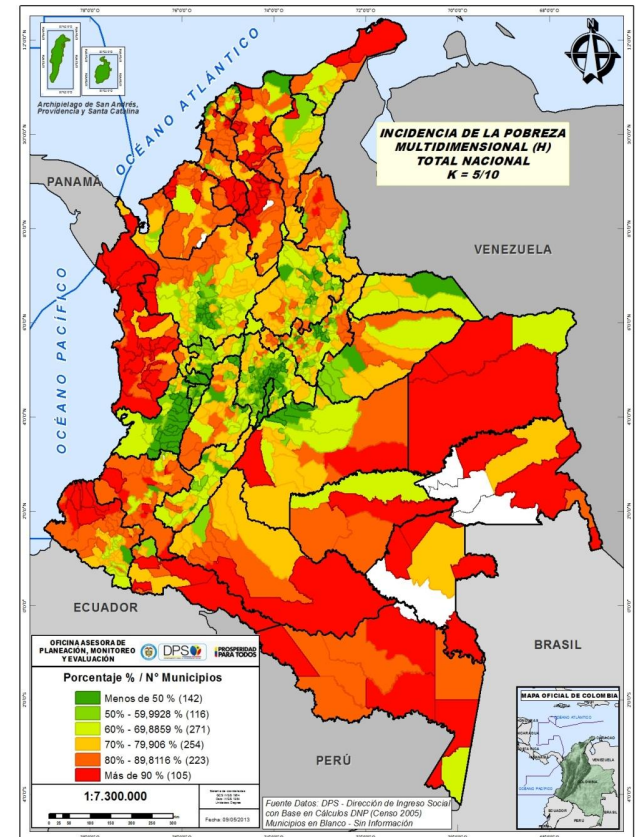 Archipielago de San Andrés,
Providencia y Santa Catalina
OCÉANO ATLÁNTICO
INCIDENCIA DE LA POBREZA
MULTIDIMENSIONAL (H)
TOTAL NACIONAL
K = 5/10
PANAMÁ
VENEZUELA
OCÉANO PACÍFICO
ECUADOR
BRASIL
PERÚ
OFICINA ASESORA DE
PLANEACIÓN, MONITOREO
Y EVALUACIÓN
DPS
PROSPERIDAD
PARA TODOS
Porcentaje % / N° Municipios
Menos de 50 % (142)
50% - 59,9928 % (116)
60% - 69,8859 % (271)
70% - 79,906 % (254)
80% - 89,8116 % (223)
Más de 90 % (105)
1:7.300.000
Fecha: 09/05/2013
Fuente Datos: DPS - Dirección de Ingreso Social
con Base en Cálculos DNP (Censo 2005)
Municipios en Blanco - Sin Información
MAPA OFICIAL DE COLOMBIA